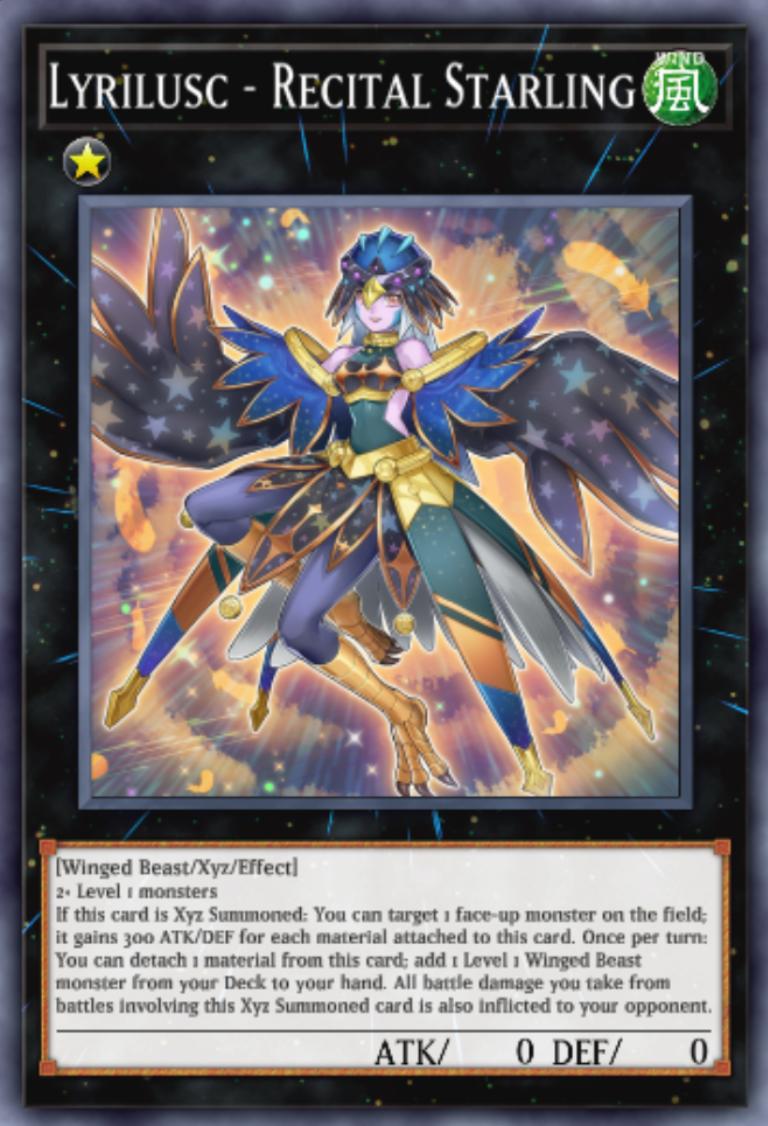 LYRILUSC - RECITAL STARLING
WIND
風
[Winged Beast/Xyz/Effect]
2+ Level 1 monsters
If this card is Xyz Summoned: You can target 1 face-up monster on the field;
it gains 300 ATK/DEF for each material attached to this card. Once per turn:
You can detach 1 material from this card; add 1 Level 1 Winged Beast
monster from your Deck to your hand. All battle damage you take from
battles involving this Xyz Summoned card is also inflicted to your opponent.
ATK/ 0 DEF/ 0